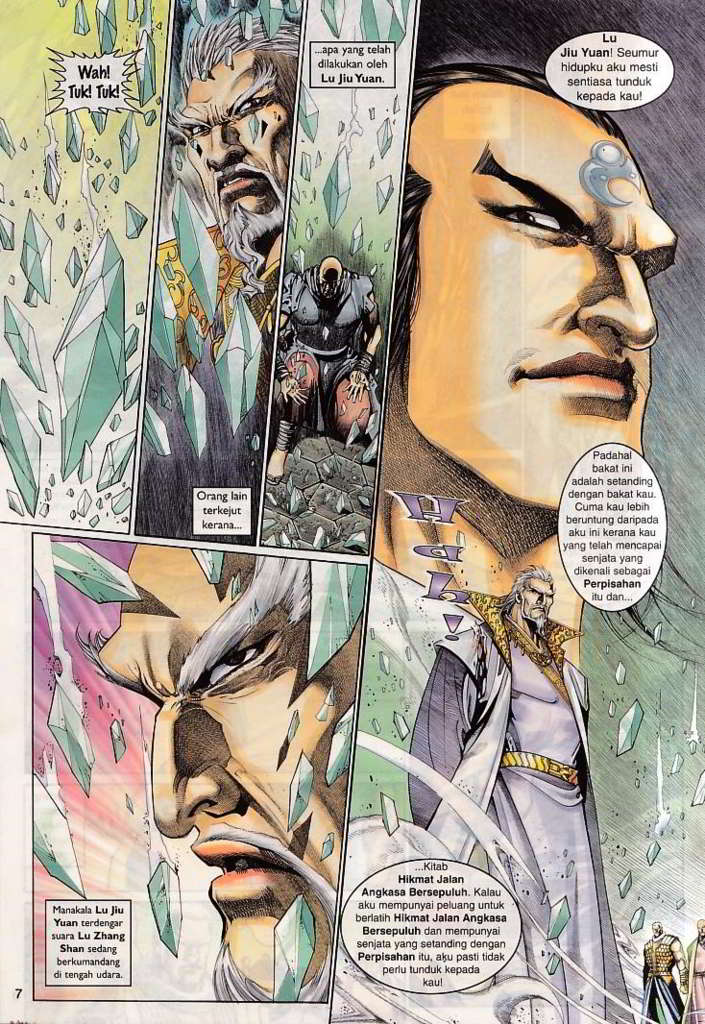 Wah!
Tuk! Tuk!
...apa yang telah
dilakukan oleh
Lu Jiu Yuan.
Orang lain
terkejut
kerana...
Lu
Jiu Yuan! Seumur
hidupku aku mesti
sentiasa tunduk
kepada kau!
Padahal
bakat ini
adalah setanding
dengan bakat kau.
Cuma kau lebih
beruntung daripada
aku ini kerana kau
yang telah mencapai
senjata yang
dikenali sebagai
Perpisahan
itu dan...
Hah!
Manakala Lu Jiu
Yuan terdengar
suara Lu Zhang
Shan sedang
berkumandang
di tengah udara.
...Kitab
Hikmat Jalan
Angkasa Bersepuluh. Kalau
aku mempunyai peluang untuk
berlatih Hikmat Jalan Angkasa
Bersepuluh dan mempunyai
senjata yang setanding dengan
Perpisahan itu, aku pasti tidak
perlu tunduk kepada
kau!
7